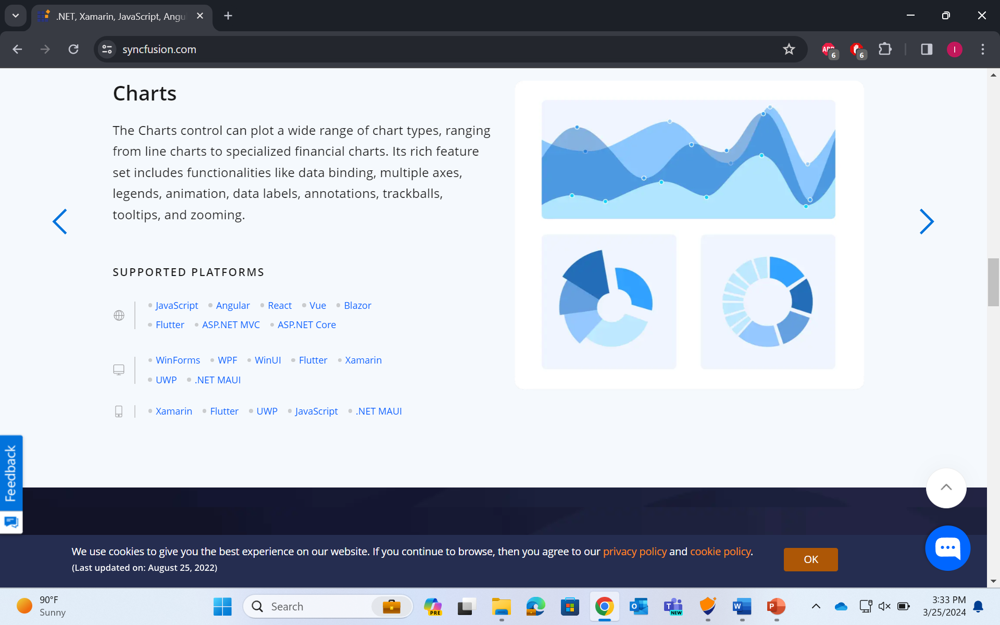 .NET, Xamarin, JavaScript, Angu
syncfusion.com
ABP
6
6
I
Charts
The Charts control can plot a wide range of chart types, ranging
from line charts to specialized financial charts. Its rich feature
set includes functionalities like data binding, multiple axes,
legends, animation, data labels, annotations, trackballs,
tooltips, and zooming.
SUPPORTED PLATFORMS
JavaScript Angular React Vue Blazor
Flutter ASP.NET MVC ASP.NET Core
WinForms WPF WinUI Flutter Xamarin
UWP .NET MAUI
Xamarin Flutter UWP JavaScript .NET MAUI
Feedback
We use cookies to give you the best experience on our website. If you continue to browse, then you agree to our privacy policy and cookie policy.
(Last updated on: August 25, 2022)
OK
90°F
Sunny
Search
PRE
O
T
NEW
W
P
3:33 PM
3/25/2024